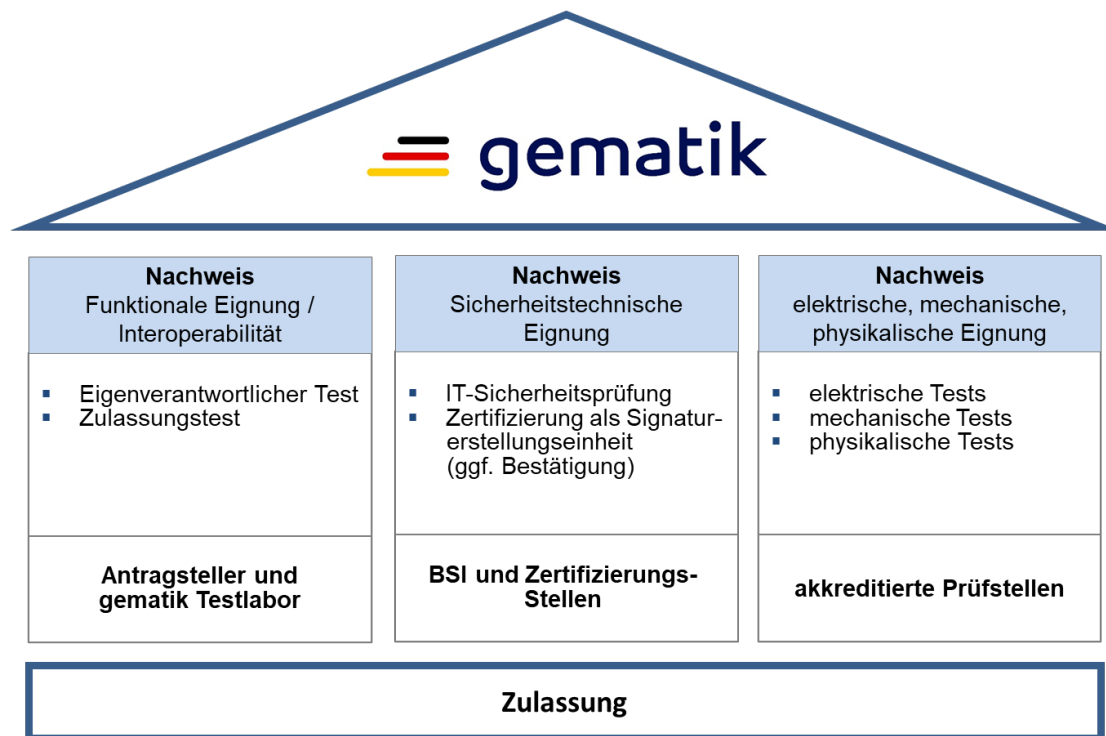 gematik
Nachweis
Funktionale Eignung /
Interoperabilität
▪ Eigenverantwortlicher Test
▪ Zulassungstest
Antragsteller und
gematik Testlabor
Nachweis
Sicherheitstechnische
Eignung
▪ IT-Sicherheitsprüfung
▪ Zertifizierung als Signatur-
erstellungseinheit
(ggf. Bestätigung)
BSI und Zertifizierungs-
Stellen
Nachweis
elektrische, mechanische,
physikalische Eignung
▪ elektrische Tests
▪ mechanische Tests
▪ physikalische Tests
akkreditierte Prüfstellen
Zulassung